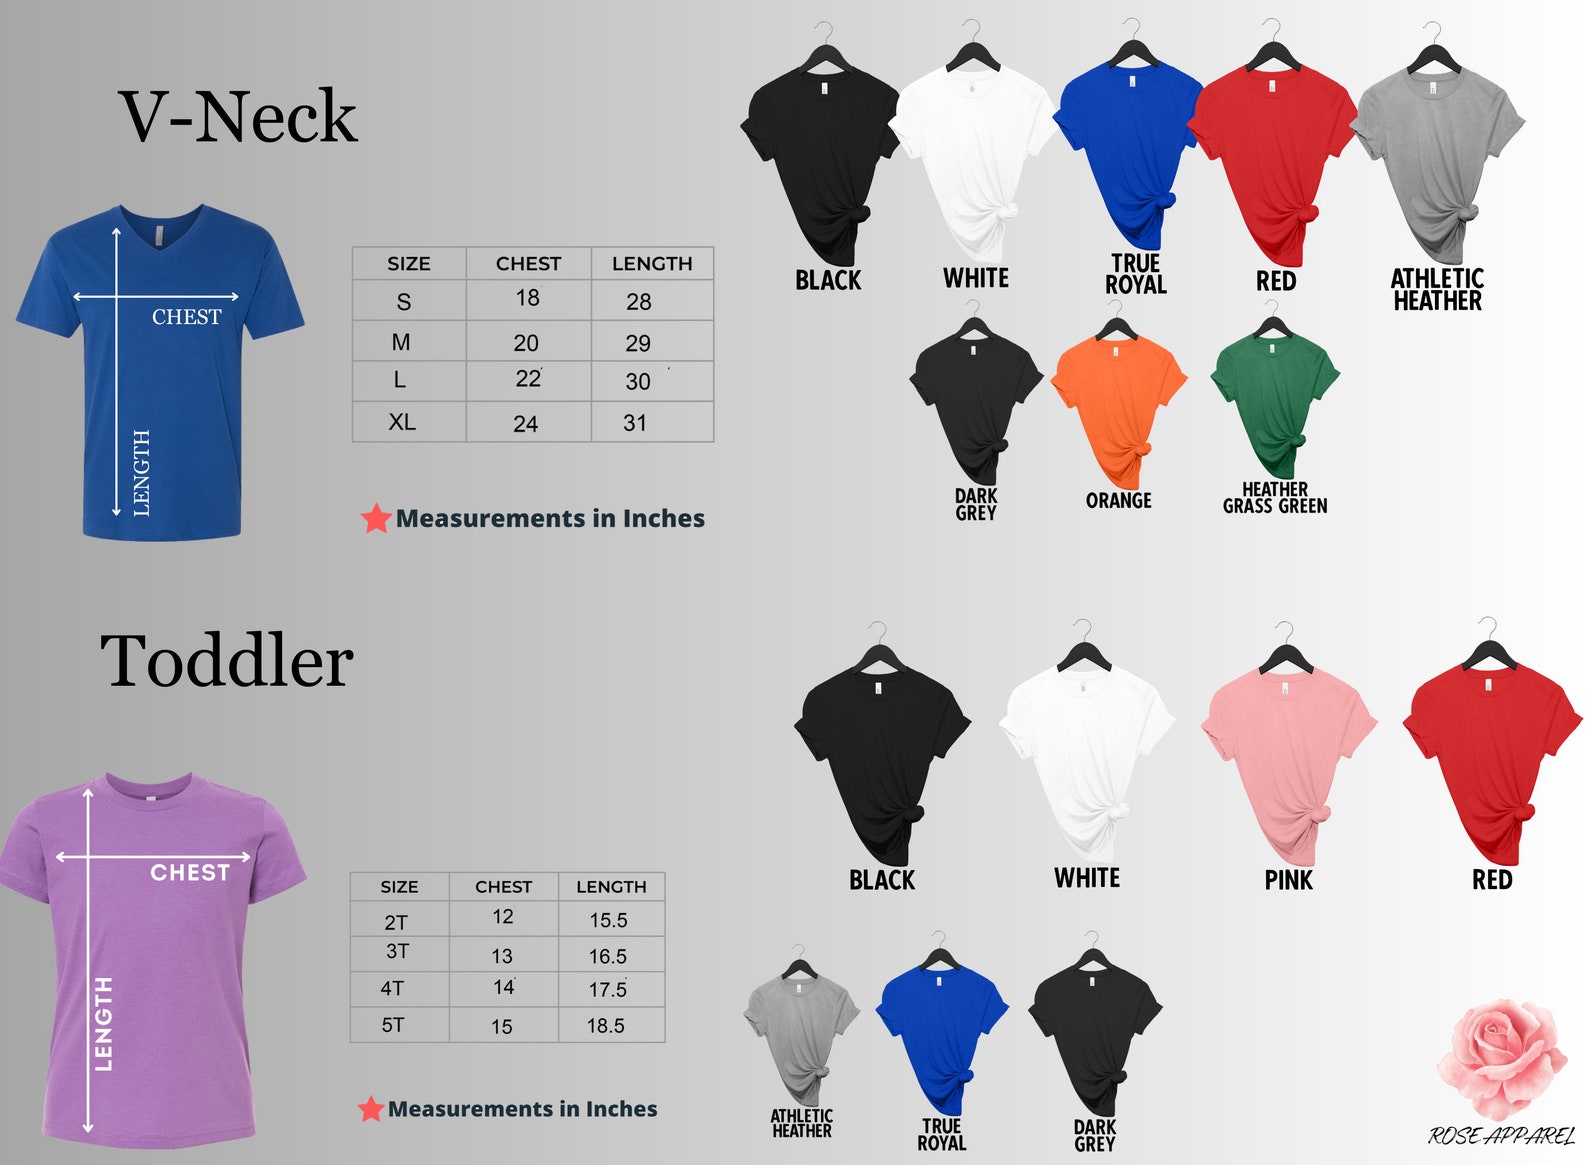 V-Neck
CHEST
LENGTH
SIZE CHEST LENGTH
S 18 28
M 20 29
L 22 30
XL 24 31
Measurements in Inches
BLACK
WHITE
TRUE
ROYAL
RED
ATHLETIC
HEATHER
DARK
GREY
ORANGE
HEATHER
GRASS GREEN
Toddler
CHEST
LENGTH
SIZE CHEST LENGTH
2T 12 15.5
3T 13 16.5
4T 14 17.5
5T 15 18.5
Measurements in Inches
BLACK
WHITE
PINK
RED
ATHLETIC
HEATHER
TRUE
ROYAL
DARK
GREY
ROSE APPAREL